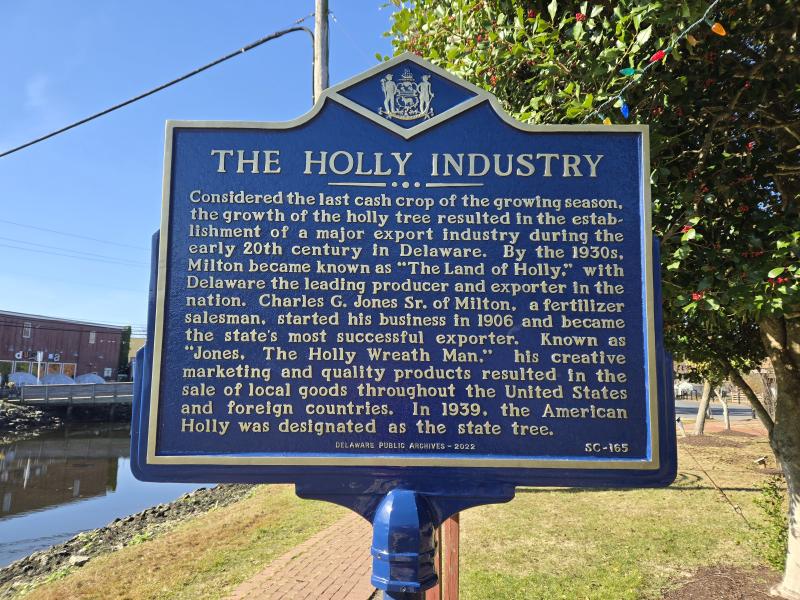 THE HOLLY INDUSTRY
Considered the last cash crop of the growing season,
the growth of the holly tree resulted in the estab-
lishment of a major export industry during the
early 20th century in Delaware. By the 1930s,
Milton became known as "The Land of Holly," with
Delaware the leading producer and exporter in the
nation. Charles G. Jones Sr. of Milton, a fertilizer
salesman, started his business in 1906 and became
the state's most successful exporter. Known as
"Jones, The Holly Wreath Man," his creative
marketing and quality products resulted in the
sale of local goods throughout the United States
and foreign countries. In 1939, the American
Holly was designated as the state tree.
DELAWARE PUBLIC ARCHIVES - 2022 SC-165